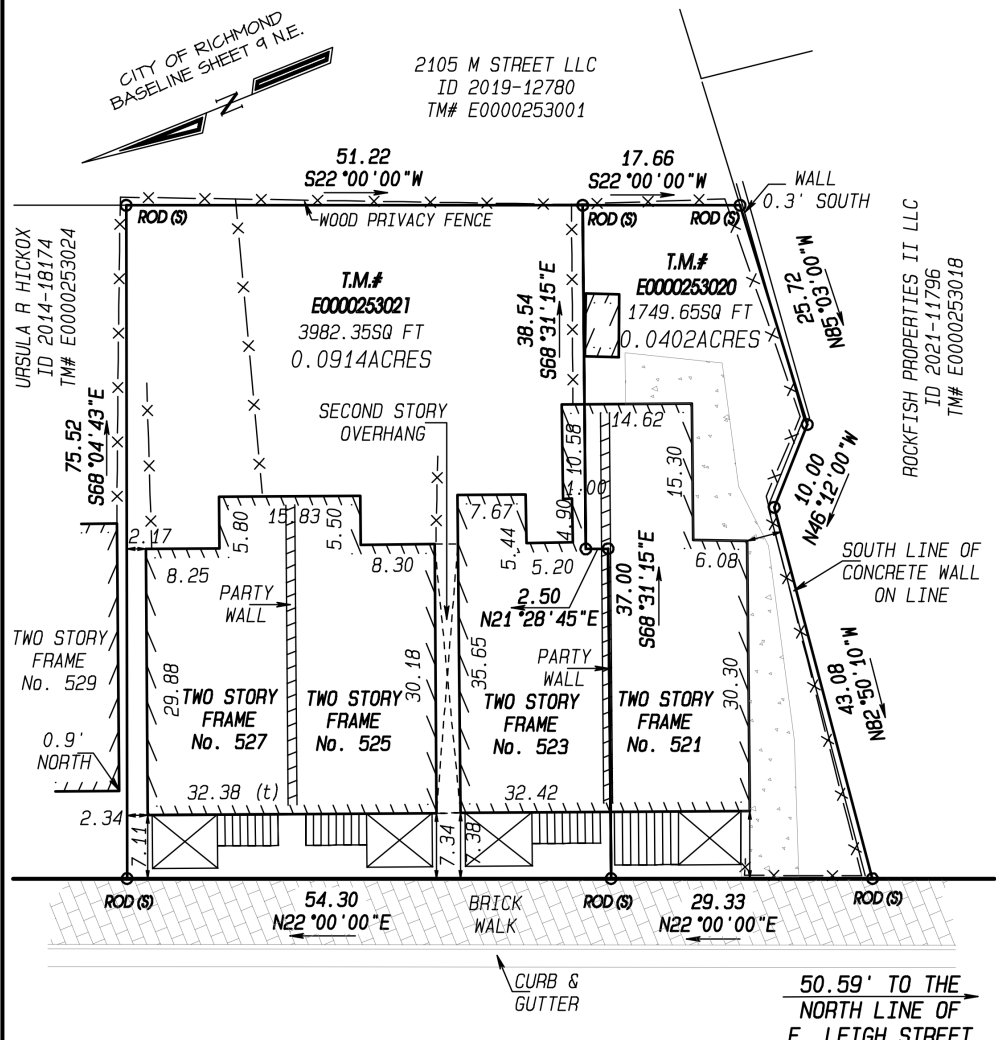 CITY OF RICHMOND
BASELINE SHEET 9 N.E.
N
2105 M STREET LLC
ID 2019-12780
TM# E0000253001
51.22
S22°00'00"W
17.66
S22°00'00"W
WALL
0.3' SOUTH
ROD (S)
WOOD PRIVACY FENCE
ROD (S)
ROD (S)
URSULA R HICKOX
ID 2014-18174
TM# E0000253024
T.M.#
E0000253021
3982.35SQ FT
0.0914ACRES
38.54
S68°31'15"E
T.M.#
E0000253020
1749.65SQ FT
0.0402ACRES
25.72
N85°03'00"W
ROCKFISH PROPERTIES II LLC
ID 2021-11796
TM# E0000253018
75.52
S68°04'43"E
SECOND STORY
OVERHANG
14.62
10.58
1.00
4.90
15.30
10.00
N46°12'00"W
2.17
5.80
15.83
5.50
7.67
5.44
8.25
8.30
5.20
6.08
SOUTH LINE OF
CONCRETE WALL
ON LINE
PARTY
WALL
2.50
N21°28'45"E
37.00
S68°31'15"E
TWO STORY
FRAME
No. 529
29.88
30.18
35.65
PARTY
WALL
30.30
43.08
N82°50'10"W
TWO STORY
FRAME
No. 527
TWO STORY
FRAME
No. 525
TWO STORY
FRAME
No. 523
TWO STORY
FRAME
No. 521
0.9'
NORTH
32.38 (t)
32.42
2.34
7.11
7.34
7.38
ROD (S)
54.30
N22°00'00"E
BRICK
WALK
ROD (S)
29.33
N22°00'00"E
ROD (S)
CURB &
GUTTER
50.59' TO THE
NORTH LINE OF
E. LEIGH STREET